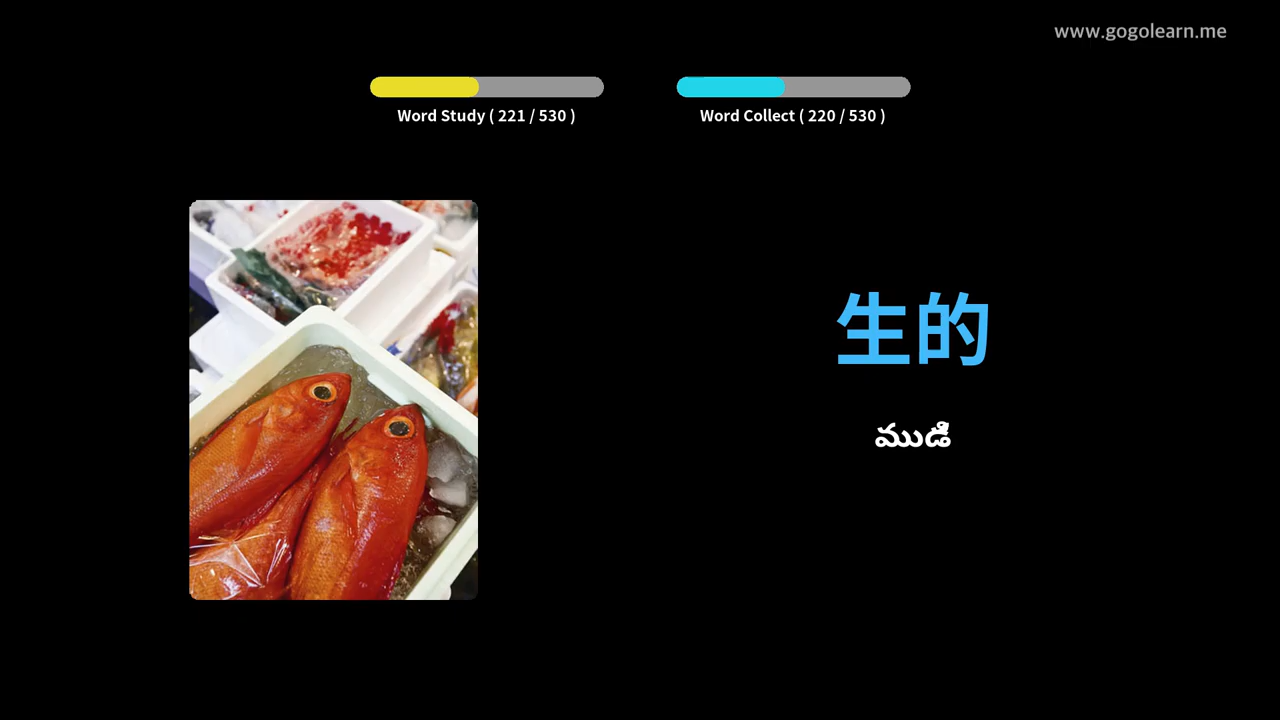 www.gogolearn.me
Word Study ( 221 / 530 )
Word Collect ( 220 / 530 )
生的
ముడి